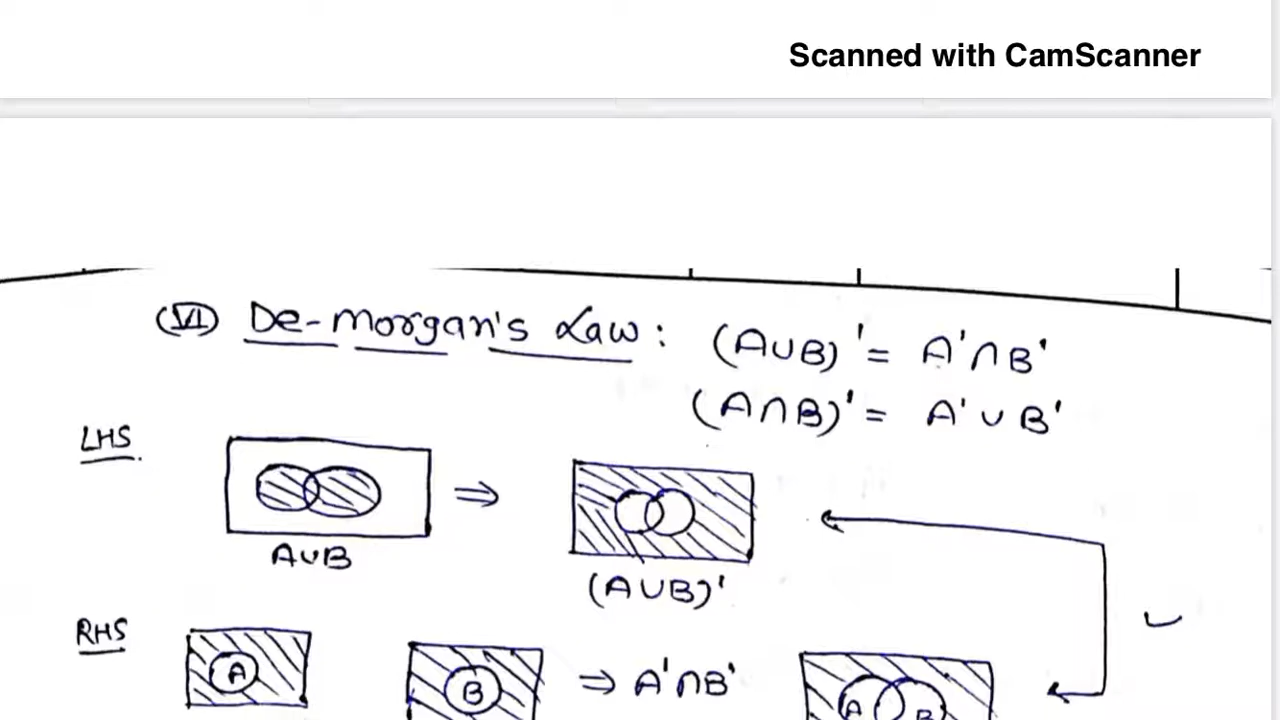 Scanned with CamScanner
(VI) De-Morgan's Law: (A∪B)' = A'∩B'
(A∩B)' = A' ∪ B'
LHS
⇒
A∪B
(A∪B)'
RHS
A B ⇒ A'∩B' A B